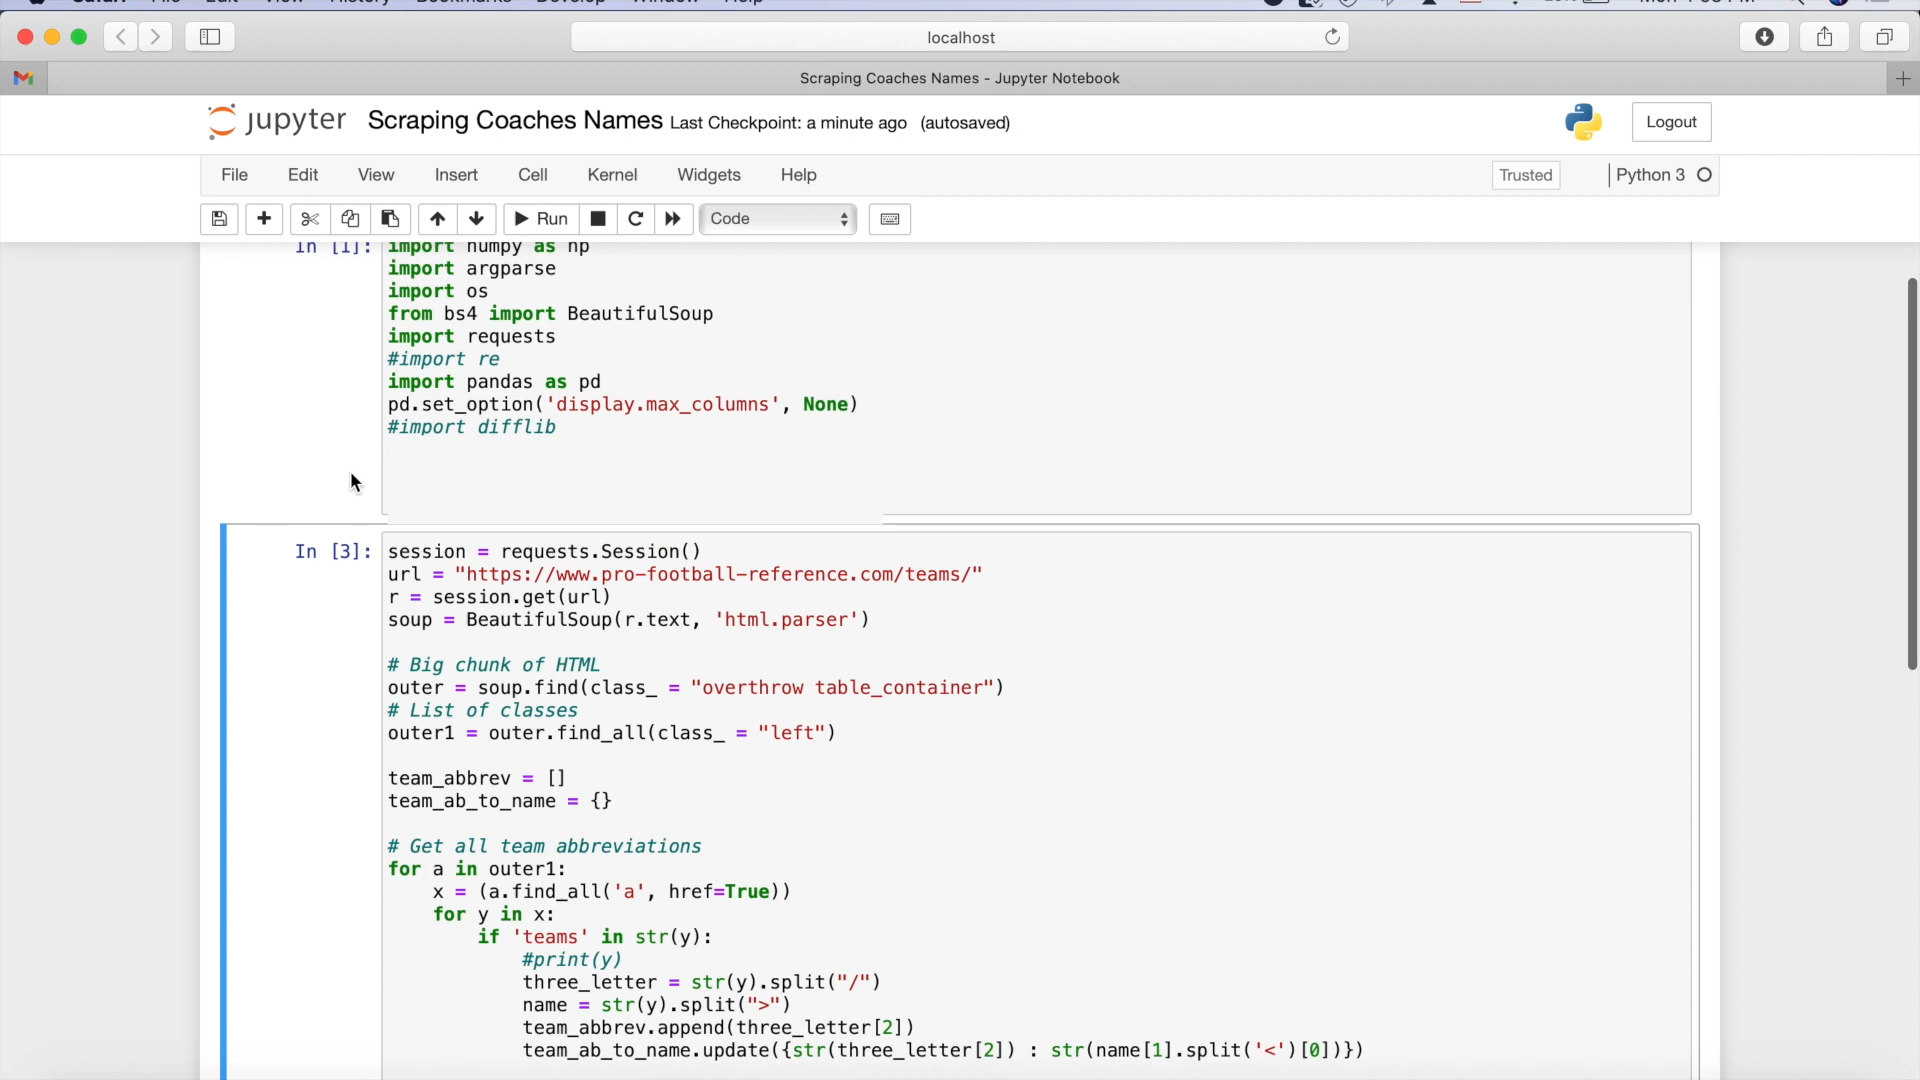 localhost
Scraping Coaches Names - Jupyter Notebook
jupyter Scraping Coaches Names Last Checkpoint: a minute ago (autosaved)
Logout
File Edit View Insert Cell Kernel Widgets Help
Trusted Python 3
Run Code
In [1]: import numpy as np
import argparse
import os
from bs4 import BeautifulSoup
import requests
#import re
import pandas as pd
pd.set_option('display.max_columns', None)
#import difflib
In [3]: session = requests.Session()
url = "https://www.pro-football-reference.com/teams/"
r = session.get(url)
soup = BeautifulSoup(r.text, 'html.parser')
# Big chunk of HTML
outer = soup.find(class_ = "overthrow table_container")
# List of classes
outer1 = outer.find_all(class_ = "left")
team_abbrev = []
team_ab_to_name = {}
# Get all team abbreviations
for a in outer1:
x = (a.find_all('a', href=True))
for y in x:
if 'teams' in str(y):
#print(y)
three_letter = str(y).split("/")
name = str(y).split(">")
team_abbrev.append(three_letter[2])
team_ab_to_name.update({str(three_letter[2]) : str(name[1].split('<')[0])})